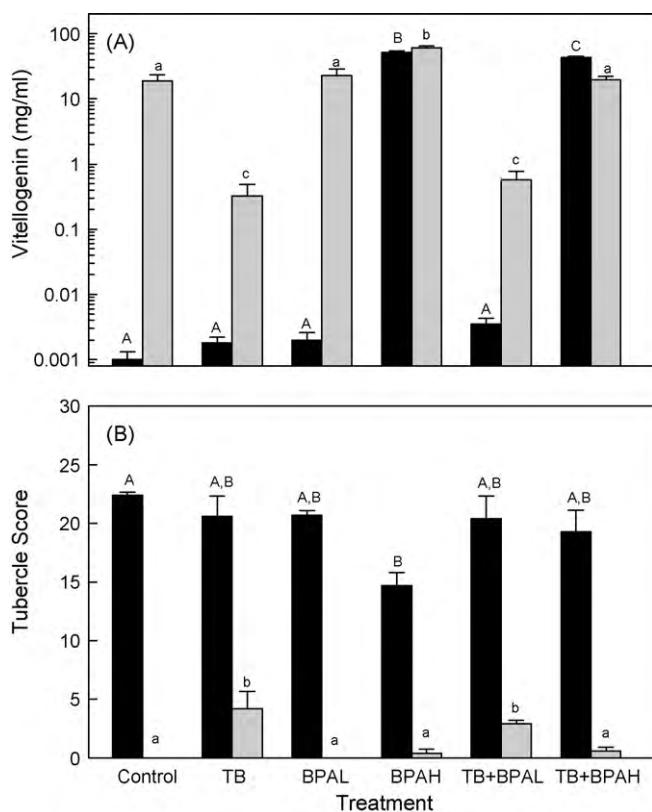 (A)
Vitellogenin (mg/ml)
100
10
1
0.1
0.01
0.001
A a
A c
A a
B b
A c
C a
(B)
Tubercle Score
30
25
20
15
10
5
0
A a
A,B b
A,B a
B a
A,B b
A,B a
Control TB BPAL BPAH TB+BPAL TB+BPAH
Treatment